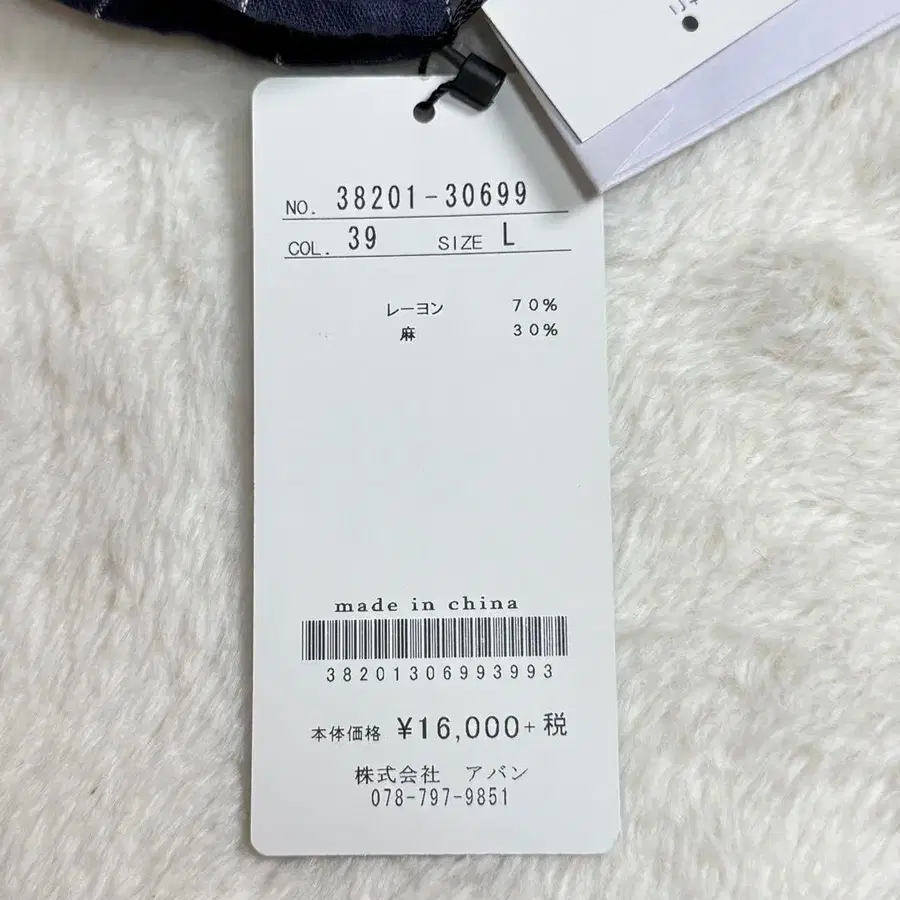 NO. 38201-30699
COL. 39 SIZE L
レーヨン 70%
麻 30%
made in china
38201306993993
本体価格 ¥16,000+税
株式会社 アバン
078-797-9851